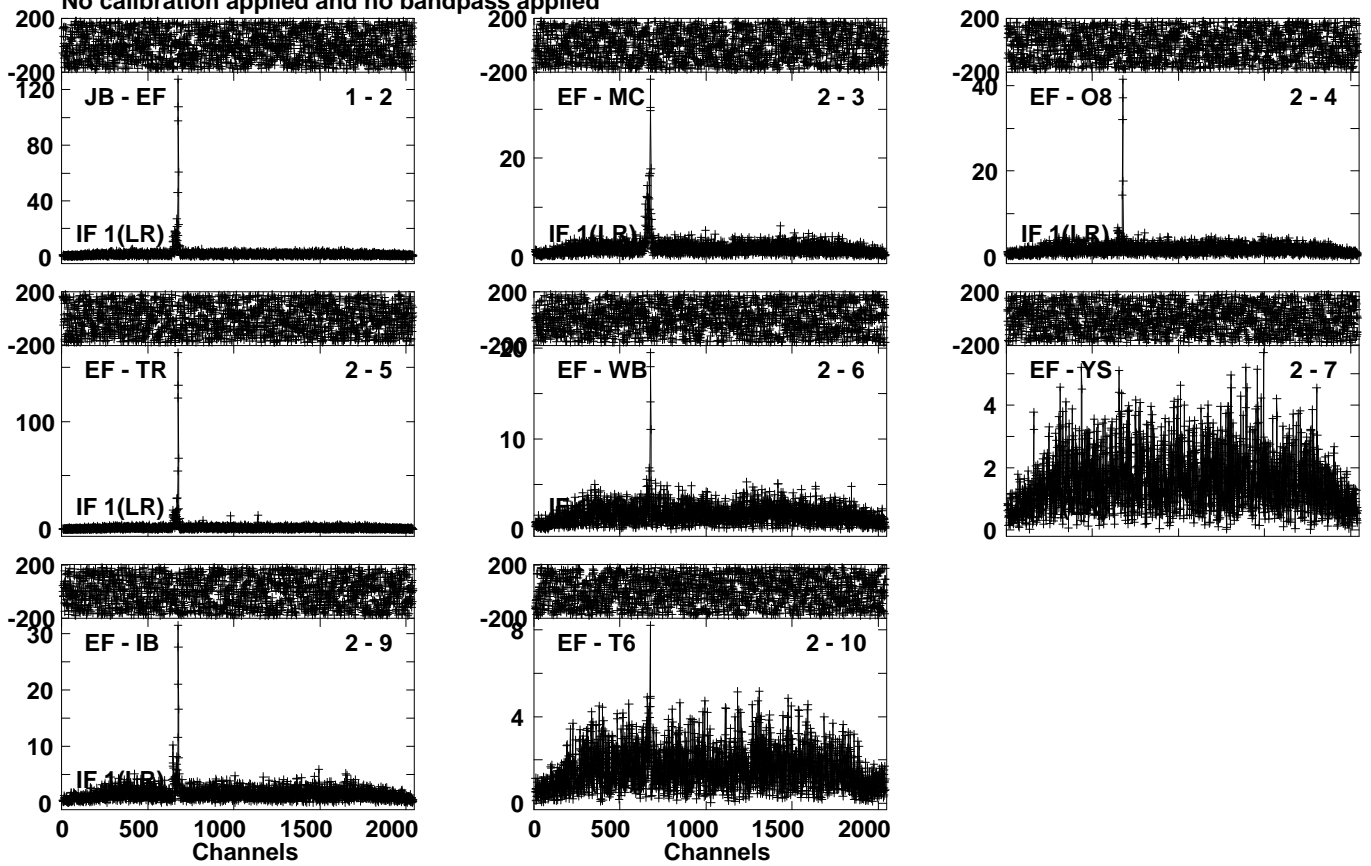 No calibration applied and no bandpass applied
200
-200
JB - EF 1 - 2
120
80
40
IF 1(LR)
0
200
-200
EF - MC 2 - 3
20
IF 1(LR)
0
200
-200
40
EF - O8 2 - 4
20
IF 1(LR)
0
200
-200
EF - TR 2 - 5
100
IF 1(LR)
0
200
-200
20
EF - WB 2 - 6
10
0
200
-200
EF - YS 2 - 7
4
2
0
200
-200
30
EF - IB 2 - 9
20
10
IF 1(LR)
0
0 500 1000 1500 2000
Channels
200
-200
8
EF - T6 2 - 10
4
0
0 500 1000 1500 2000
Channels